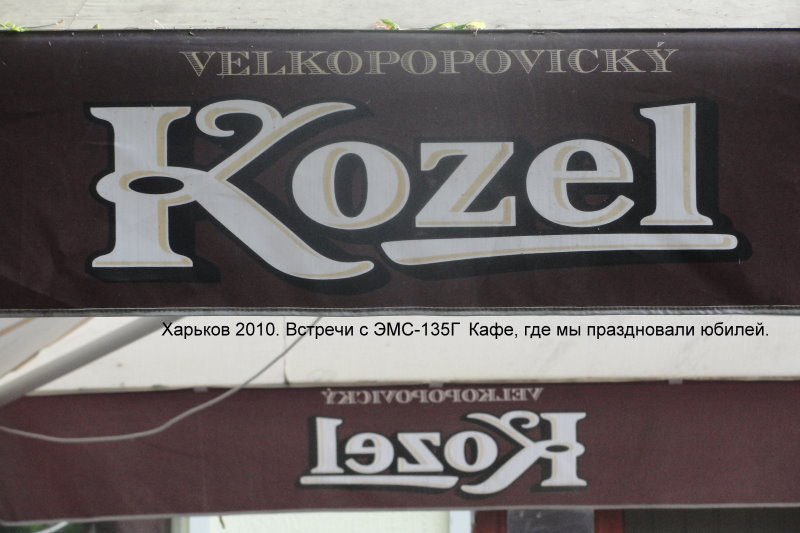 VELKOPOPOVICKÝ
Kozel
Харьков 2010. Встречи с ЭМС-135Г Кафе, где мы праздновали юбилей.
VELKOPOPOVICKÝ
Kozel